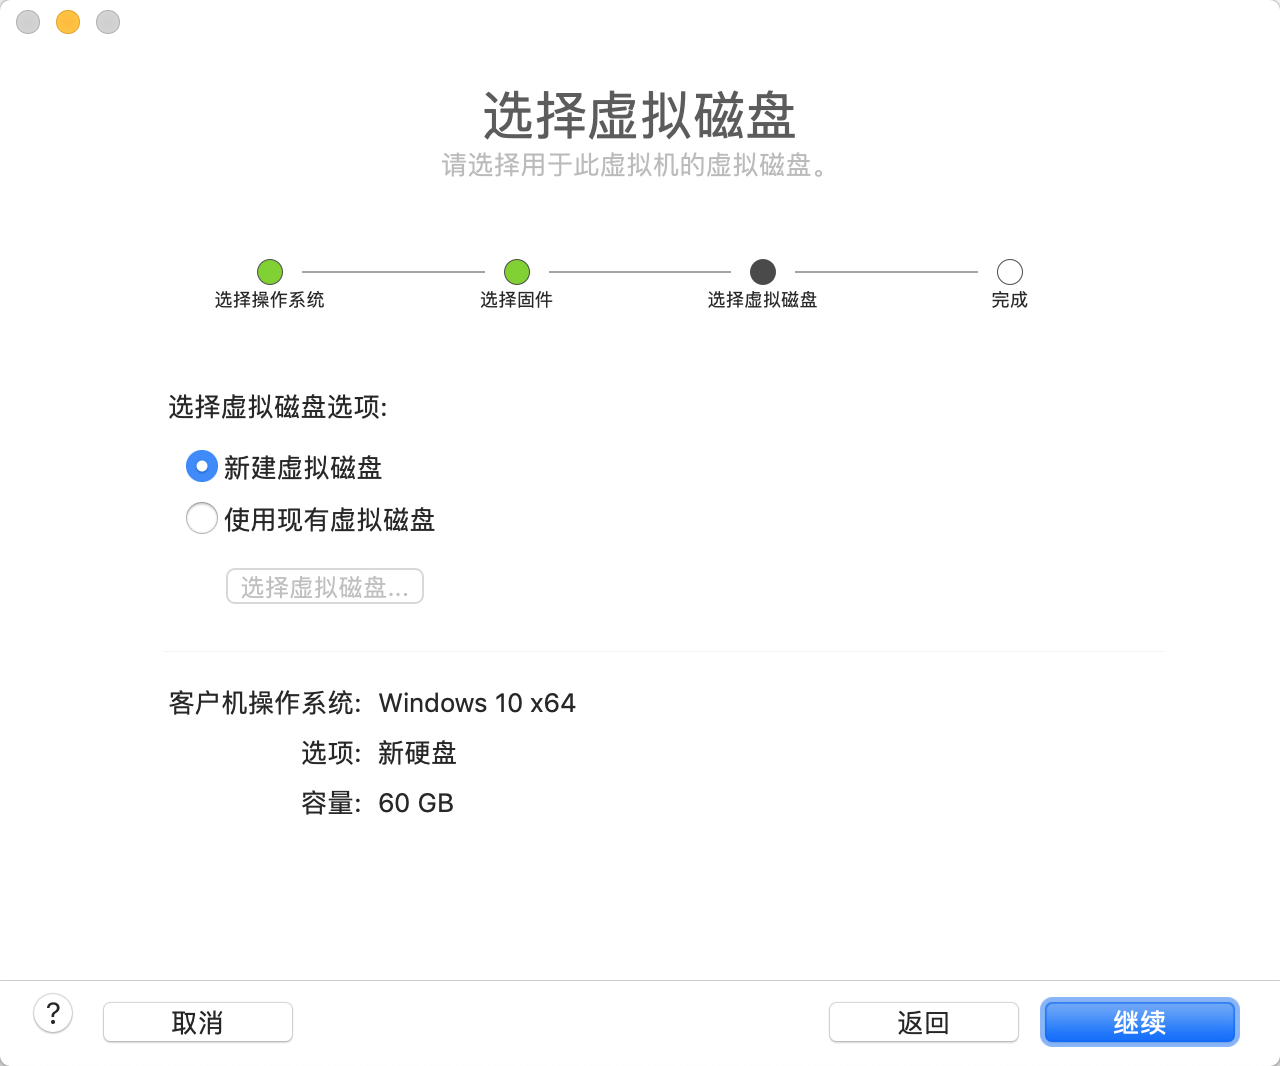 选择虚拟磁盘
请选择用于此虚拟机的虚拟磁盘。
选择操作系统 选择固件 选择虚拟磁盘 完成
选择虚拟磁盘选项:
新建虚拟磁盘
使用现有虚拟磁盘
选择虚拟磁盘...
客户机操作系统: Windows 10 x64
选项: 新硬盘
容量: 60 GB
? 取消 返回 继续